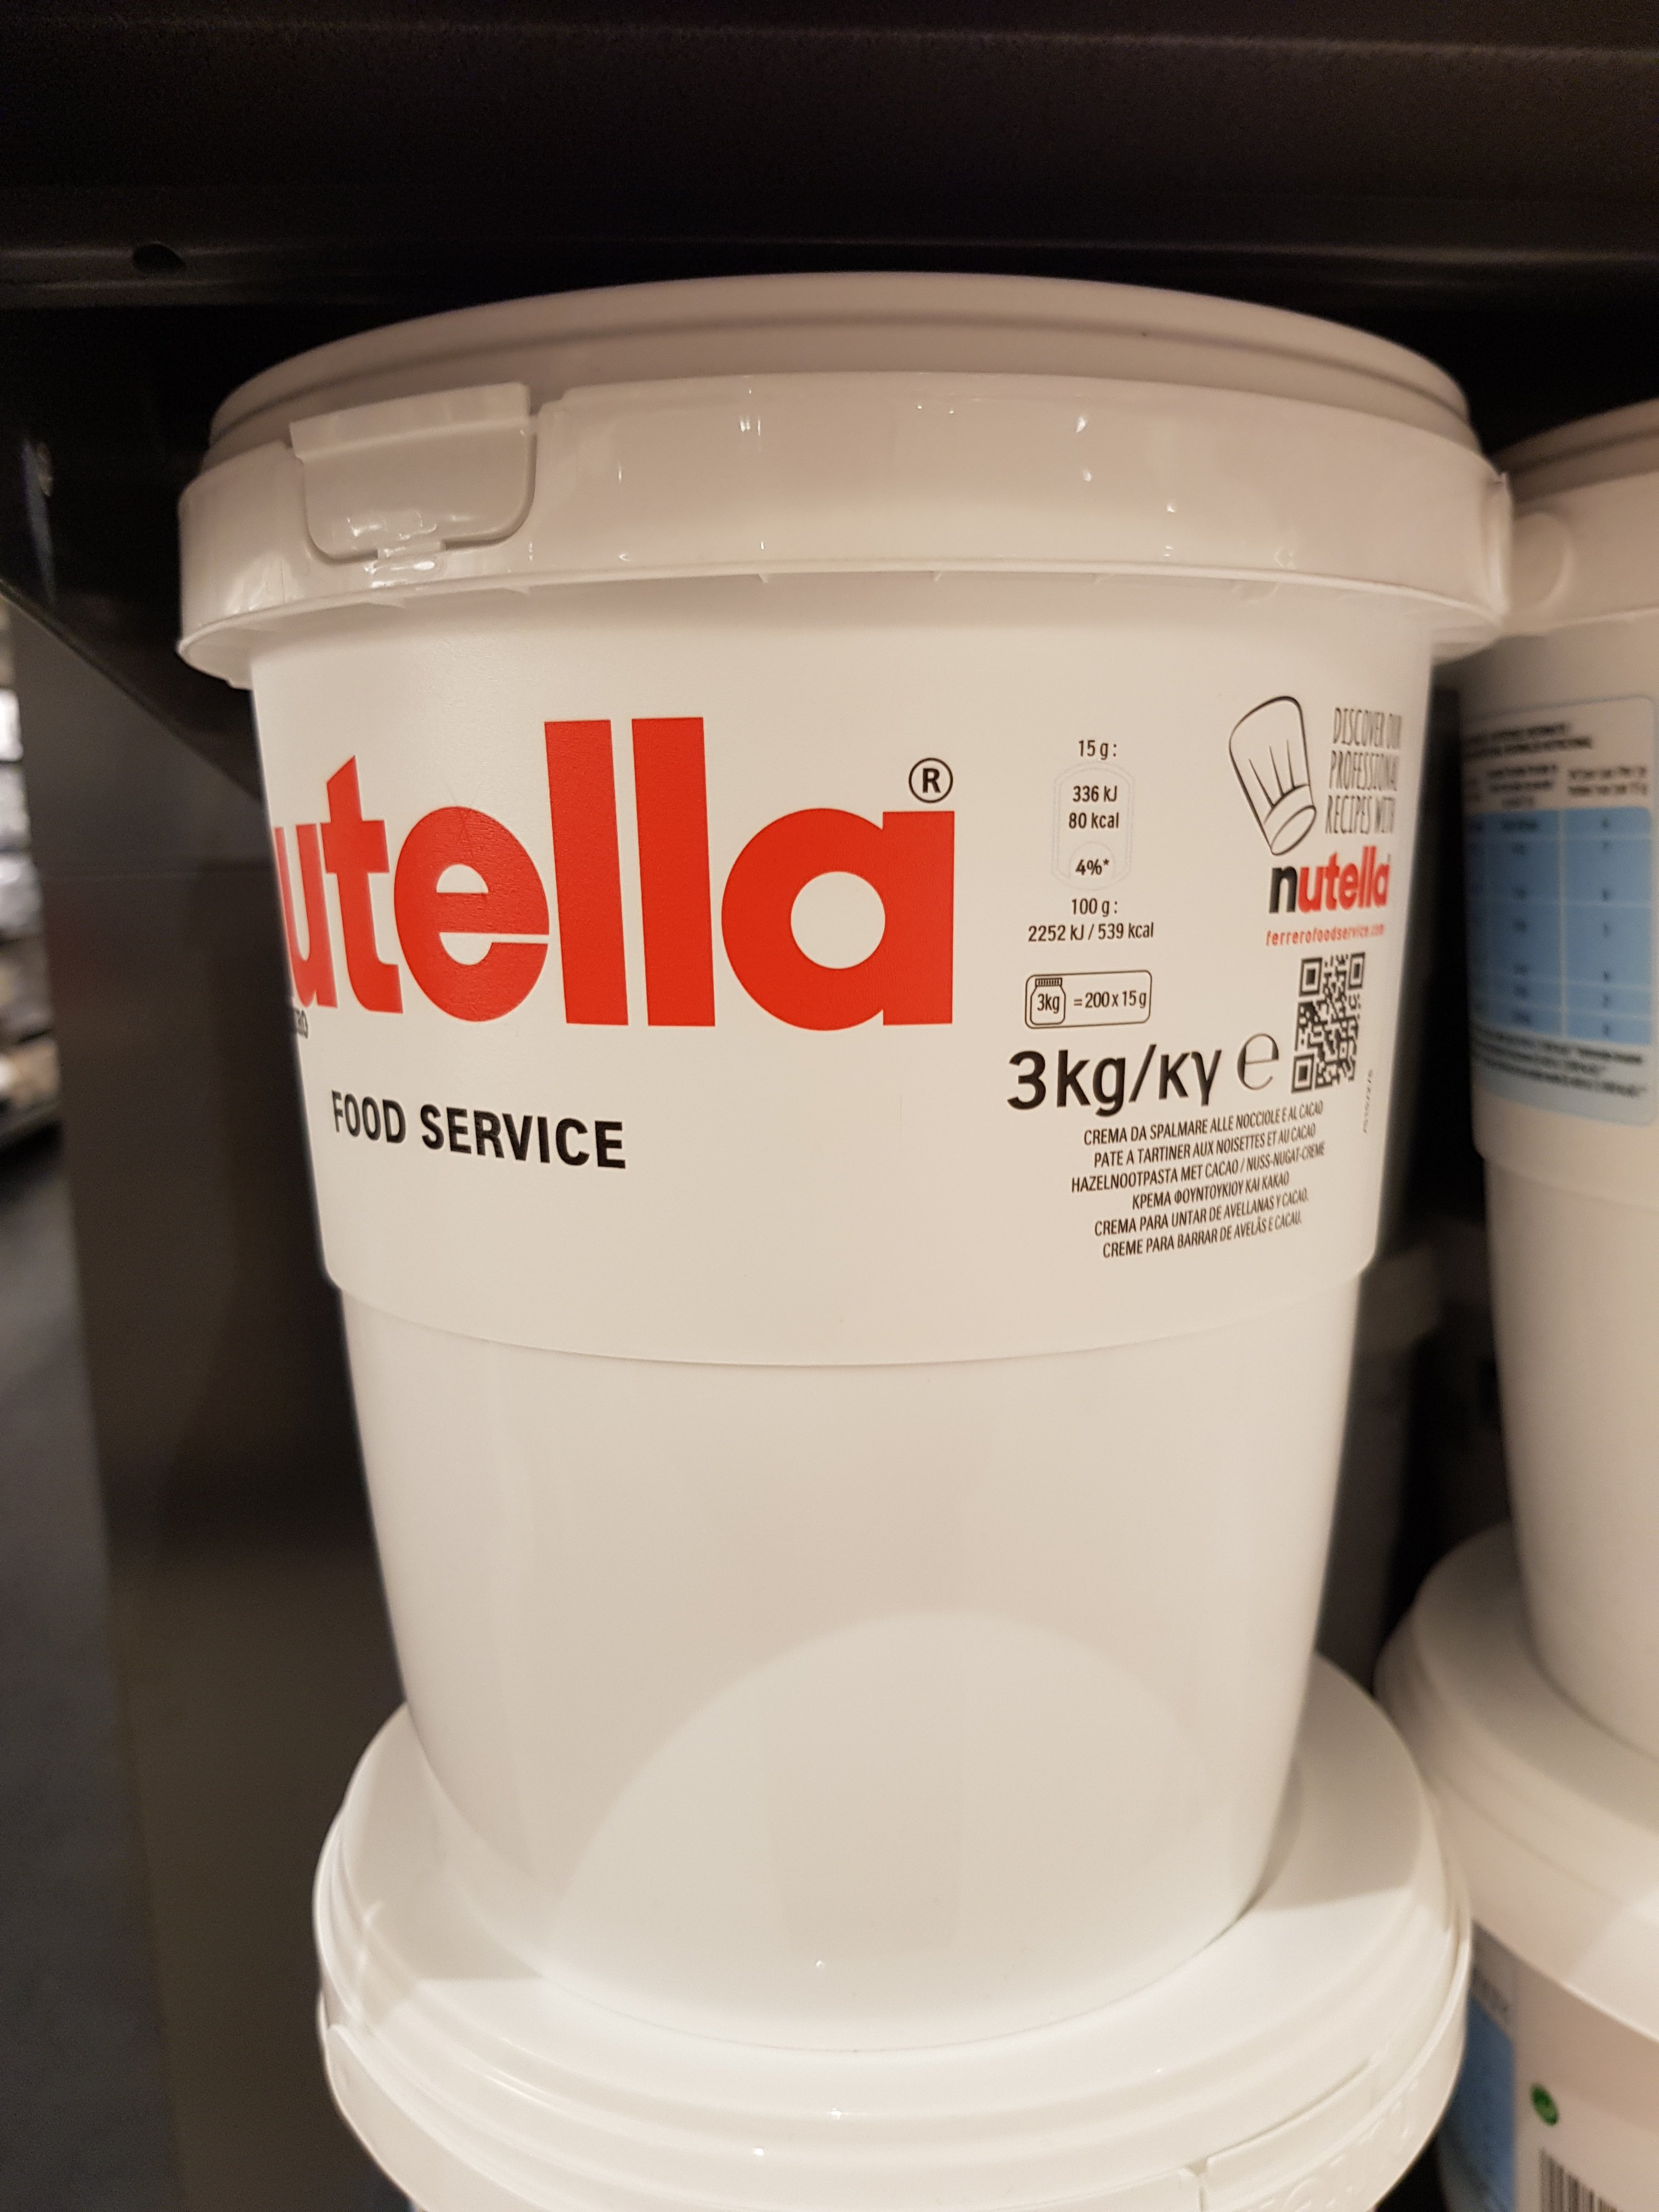 utella®
FOOD SERVICE
15 g :
336 kJ
80 kcal
4%*
100 g :
2252 kJ / 539 kcal
3kg = 200 x 15 g
3kg/κγ e
CREMA DA SPALMARE ALLE NOCCIOLE E AL CACAO
PATE A TARTINER AUX NOISETTES ET AU CACAO
HAZELNOOTPASTA MET CACAO / NUSS-NUGAT-CREME
ΚΡΕΜΑ ΦΟΥΝΤΟΥΚΙΟΥ ΚΑΙ ΚΑΚΑΟ
CREMA PARA UNTAR DE AVELLANAS Y CACAO.
CREME PARA BARRAR DE AVELÃS E CACAU.
DISCOVER OUR
PROFESSIONAL
RECIPES WITH
nutella
ferrerofoodservice.com